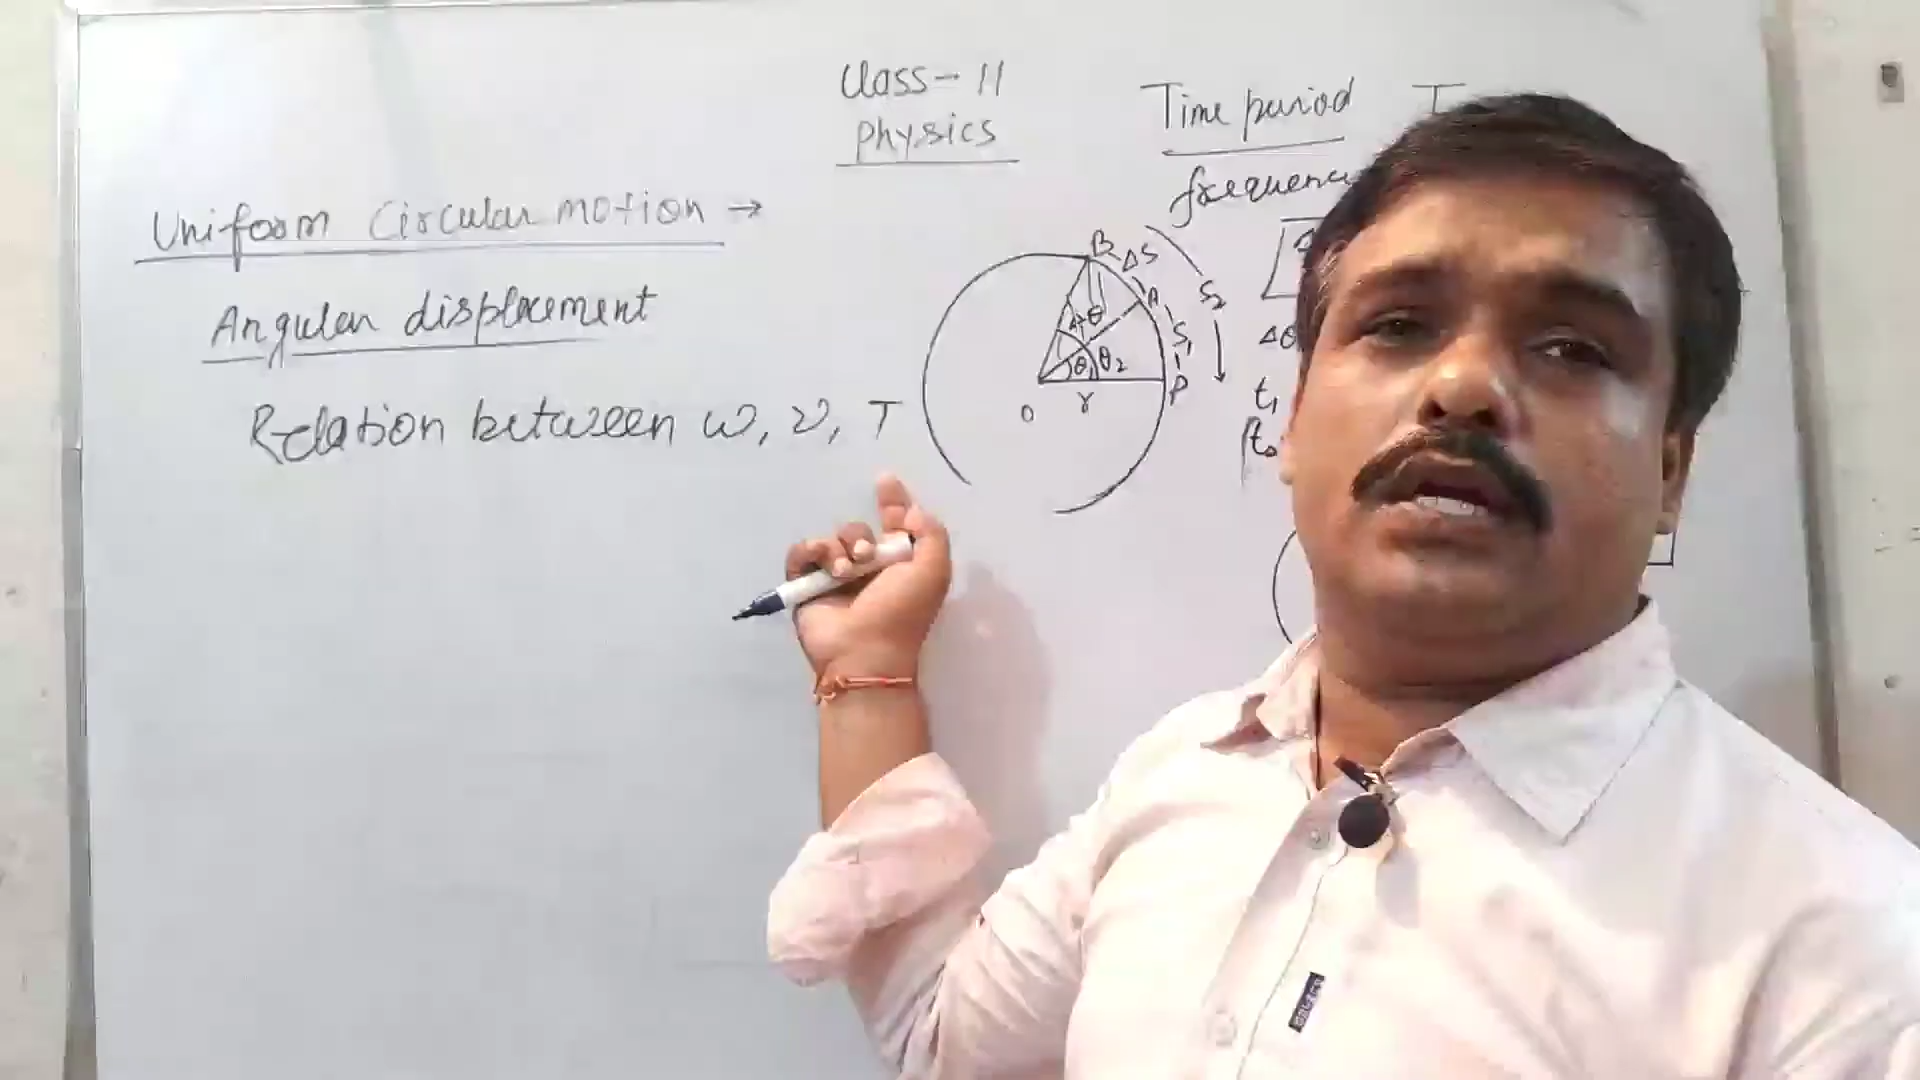 Class - 11
Physics
Time period T
frequenc
Uniform Circular motion →
Angular displacement
Relation between ω, ν, T
B
ΔS
A
S₂
S₁
Δθ
θ₁ θ₂
P
O
r
Δθ
t₁
t₂